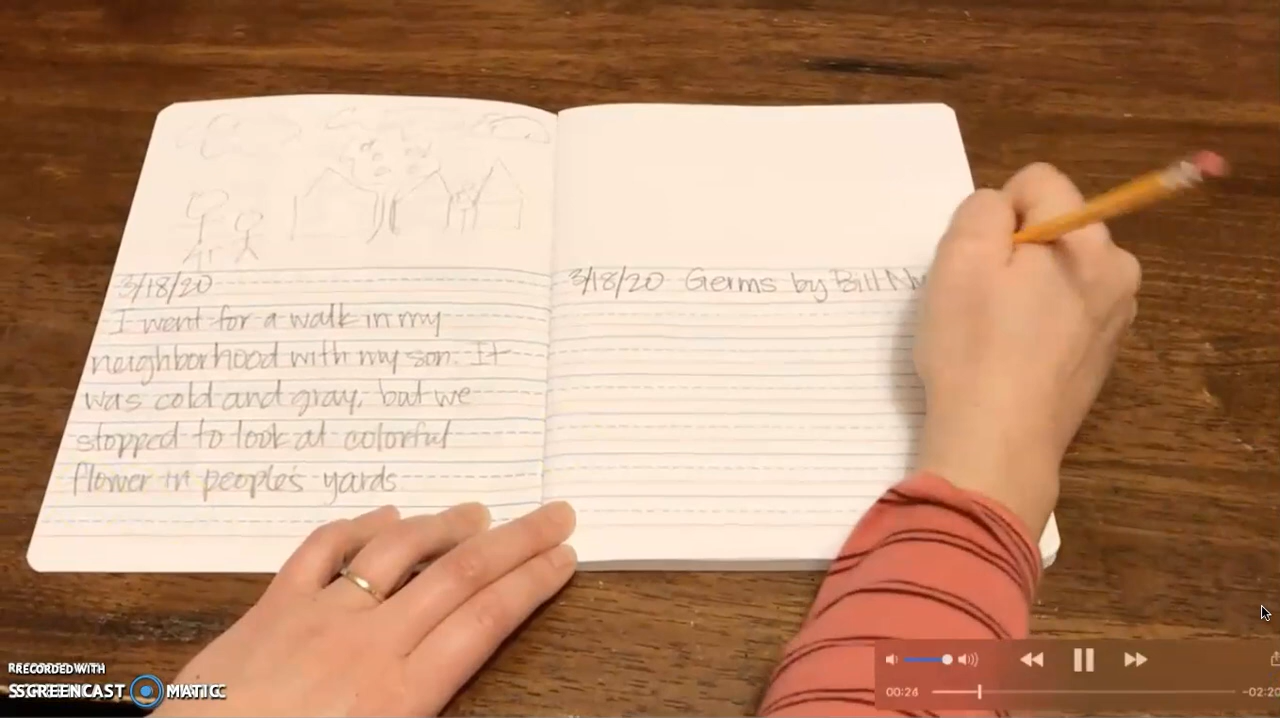 3/18/20
I went for a walk in my
neighborhood with my son. It
was cold and gray, but we
stopped to look at colorful
flower in people's yards
3/18/20 Germs by Bill
RECORDED WITH
SCREENCAST MATIC
00:24
-02:20